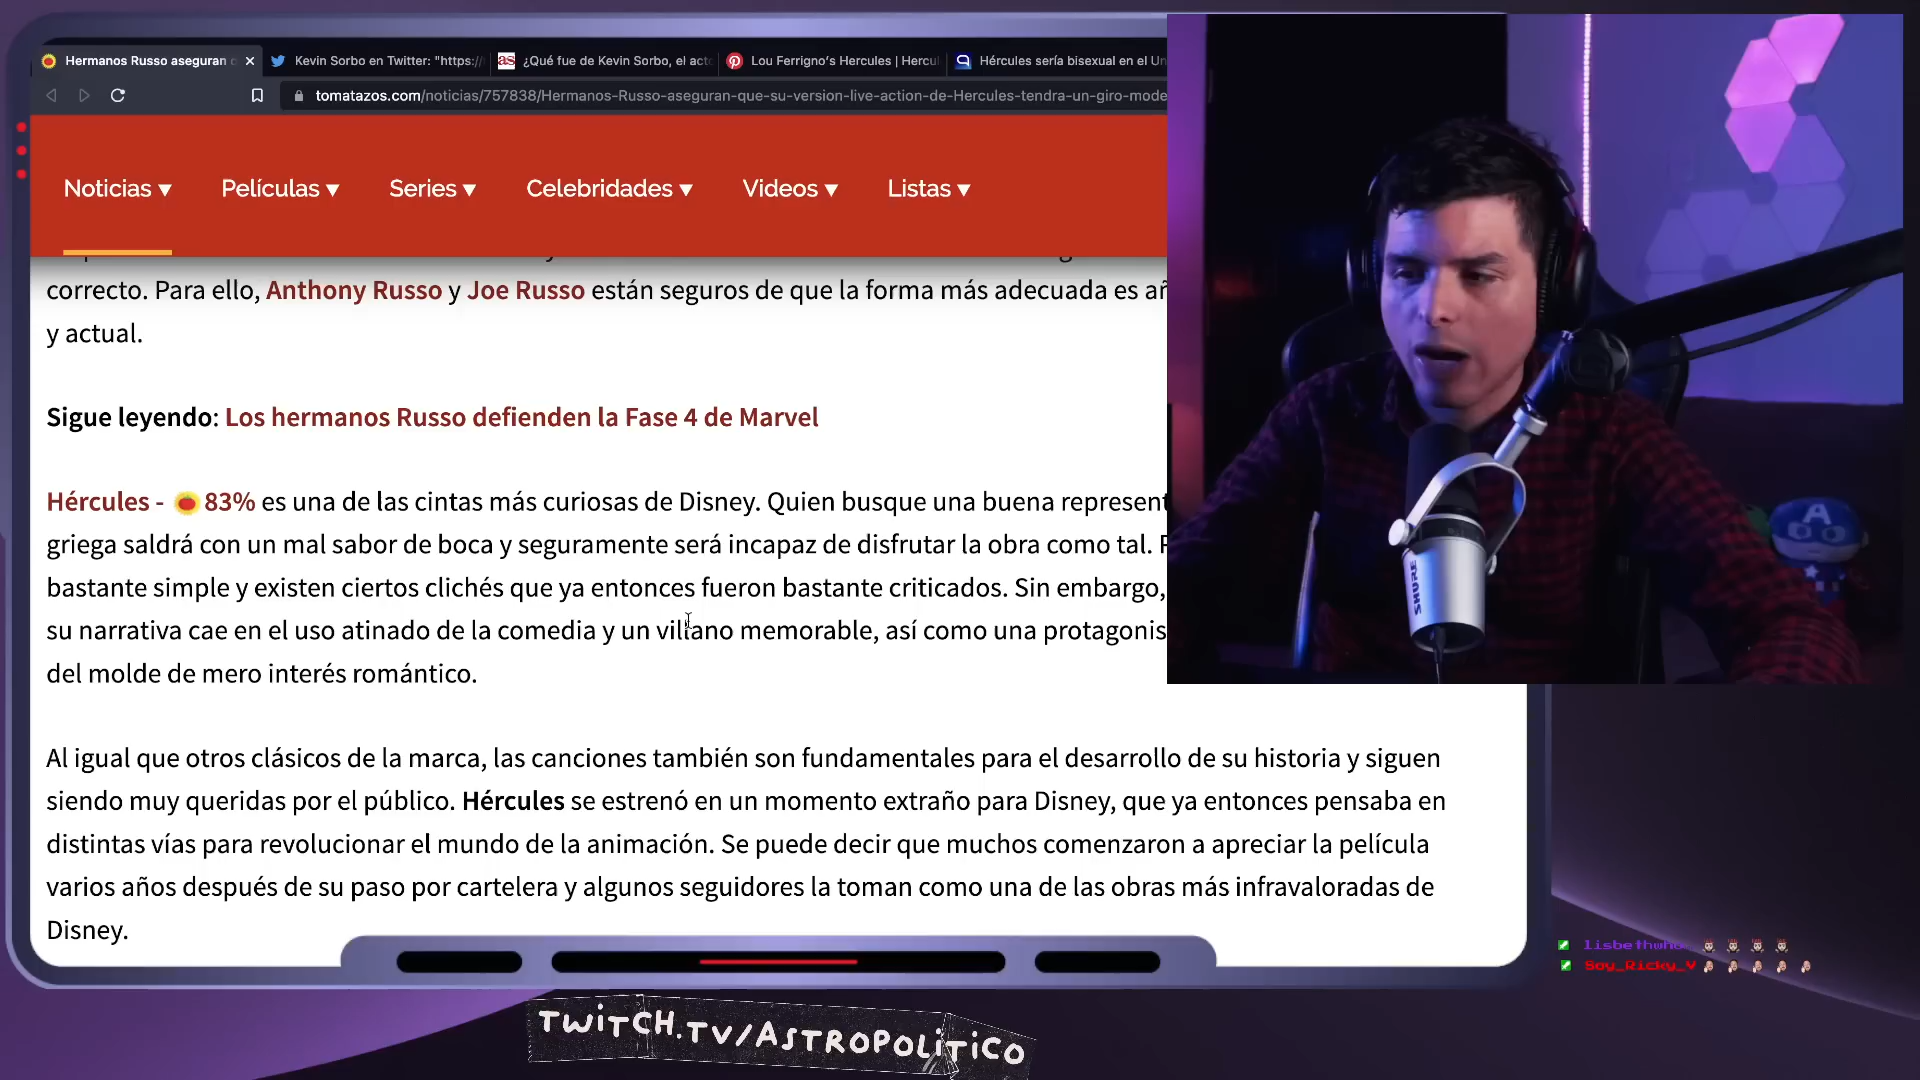 Hermanos Russo aseguran
Kevin Sorbo en Twitter: "https://
as
¿Qué fue de Kevin Sorbo, el act
Lou Ferrigno's Hercules | Hercul
Hércules sería bisexual en el Un
tomatazos.com/noticias/757838/Hermanos-Russo-aseguran-que-su-version-live-action-de-Hercules-tendra-un-giro-mode
Noticias ▼ Películas ▼ Series ▼ Celebridades ▼ Videos ▼ Listas ▼
correcto. Para ello, Anthony Russo y Joe Russo están seguros de que la forma más adecuada es añ
y actual.
Sigue leyendo: Los hermanos Russo defienden la Fase 4 de Marvel
Hércules - 83% es una de las cintas más curiosas de Disney. Quien busque una buena represent
griega saldrá con un mal sabor de boca y seguramente será incapaz de disfrutar la obra como tal.
bastante simple y existen ciertos clichés que ya entonces fueron bastante criticados. Sin embargo,
su narrativa cae en el uso atinado de la comedia y un villano memorable, así como una protagonis
del molde de mero interés romántico.
Al igual que otros clásicos de la marca, las canciones también son fundamentales para el desarrollo de su historia y siguen
siendo muy queridas por el público. Hércules se estrenó en un momento extraño para Disney, que ya entonces pensaba en
distintas vías para revolucionar el mundo de la animación. Se puede decir que muchos comenzaron a apreciar la película
varios años después de su paso por cartelera y algunos seguidores la toman como una de las obras más infravaloradas de
Disney.
SHURE
A
lisbethwho
Soy_Ricky_V
TWITCH.TV/ASTROPOLITICO